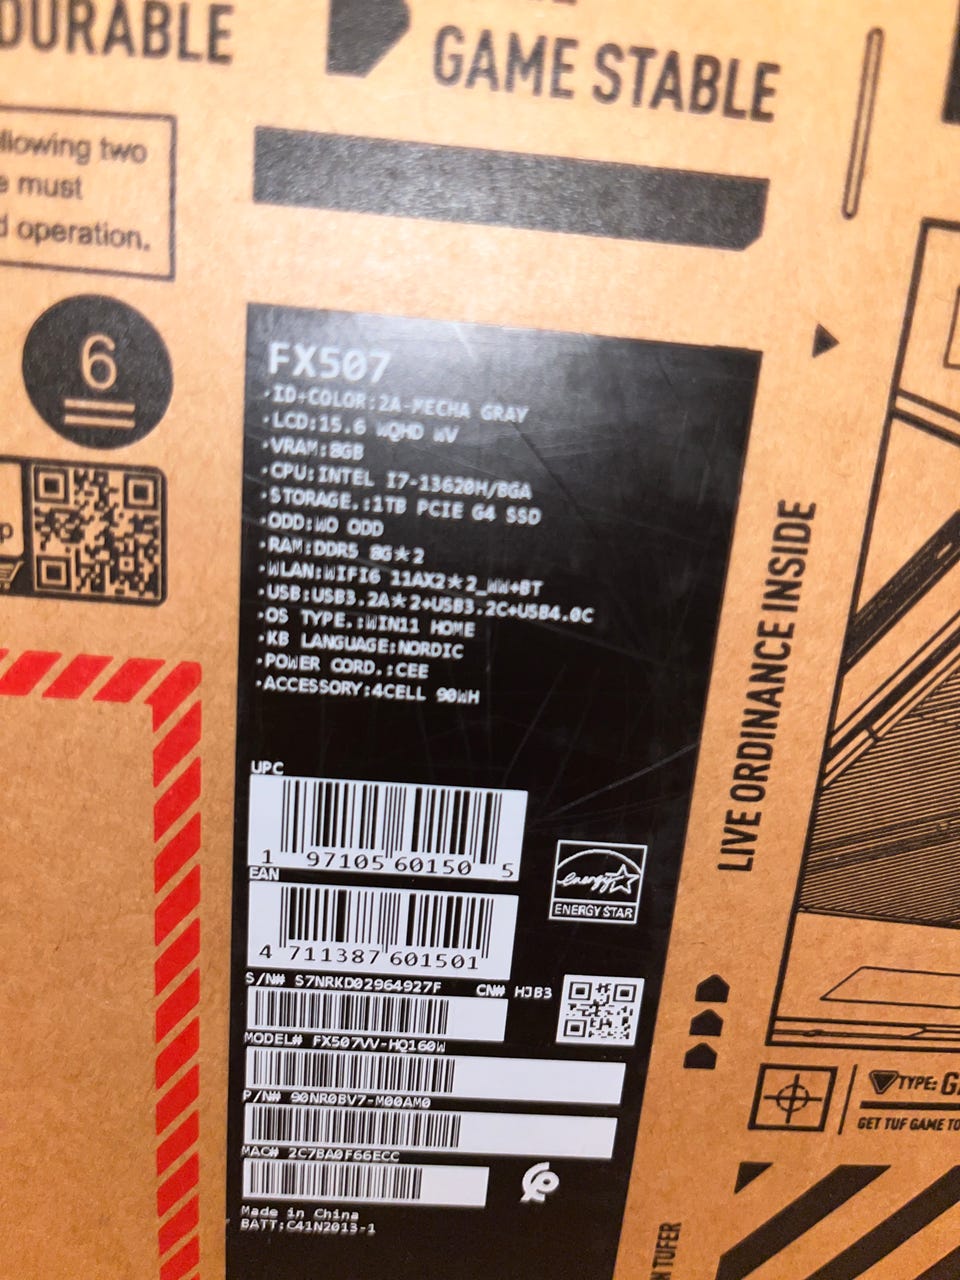 DURABLE
GAME STABLE
llowing two
must
operation.
6
FX507
·ID+COLOR:2A-MECHA GRAY
·LCD:15.6 WQHD WV
·VRAM:8GB
·CPU:INTEL I7-13620H/BGA
·STORAGE.:1TB PCIE G4 SSD
·ODD:WO ODD
·RAM:DDR5 8G★2
·WLAN:WIFI6 11AX2★2_WW+BT
·USB:USB3.2A★2+USB3.2C+USB4.0C
·OS TYPE.:WIN11 HOME
·KB LANGUAGE:NORDIC
·POWER CORD.:CEE
·ACCESSORY:4CELL 90WH
UPC
1 97105 60150 5
EAN
4 711387 601501
energy
ENERGY STAR
S/N# S7NRKD02964927F CN# HJB3
MODEL# FX507VV-HQ160W
P/N# 90NR0BV7-M00AM0
MAC# 2C7BA0F66ECC
Made in China
BATT:C41N2013-1
LIVE ORDINANCE INSIDE
TYPE: G
GET TUF GAME TO
N TUFER